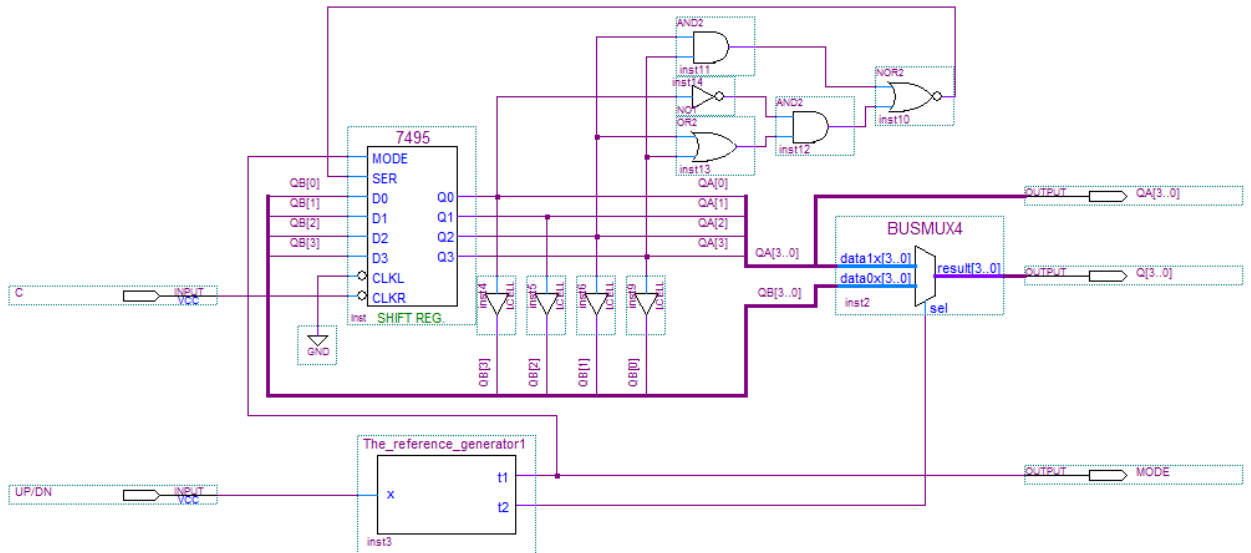 AND2
inst11
inst14
NOT
OR2
inst13
AND2
inst12
NOR2
inst10
7495
MODE
SER
D0
D1
D2
D3
CLKL
CLKR
Q0
Q1
Q2
Q3
inst
SHIFT REG.
QB[0]
QB[1]
QB[2]
QB[3]
QA[0]
QA[1]
QA[2]
QA[3]
C
INPUT
VCC
GND
inst4
LCELL
inst5
LCELL
inst6
LCELL
inst9
LCELL
QB[3]
QB[2]
QB[1]
QB[0]
QA[3..0]
QB[3..0]
BUSMUX4
data1x[3..0]
data0x[3..0]
result[3..0]
sel
inst2
OUTPUT
QA[3..0]
OUTPUT
Q[3..0]
The_reference_generator1
x
t1
t2
inst3
UP/DN
INPUT
VCC
OUTPUT
MODE